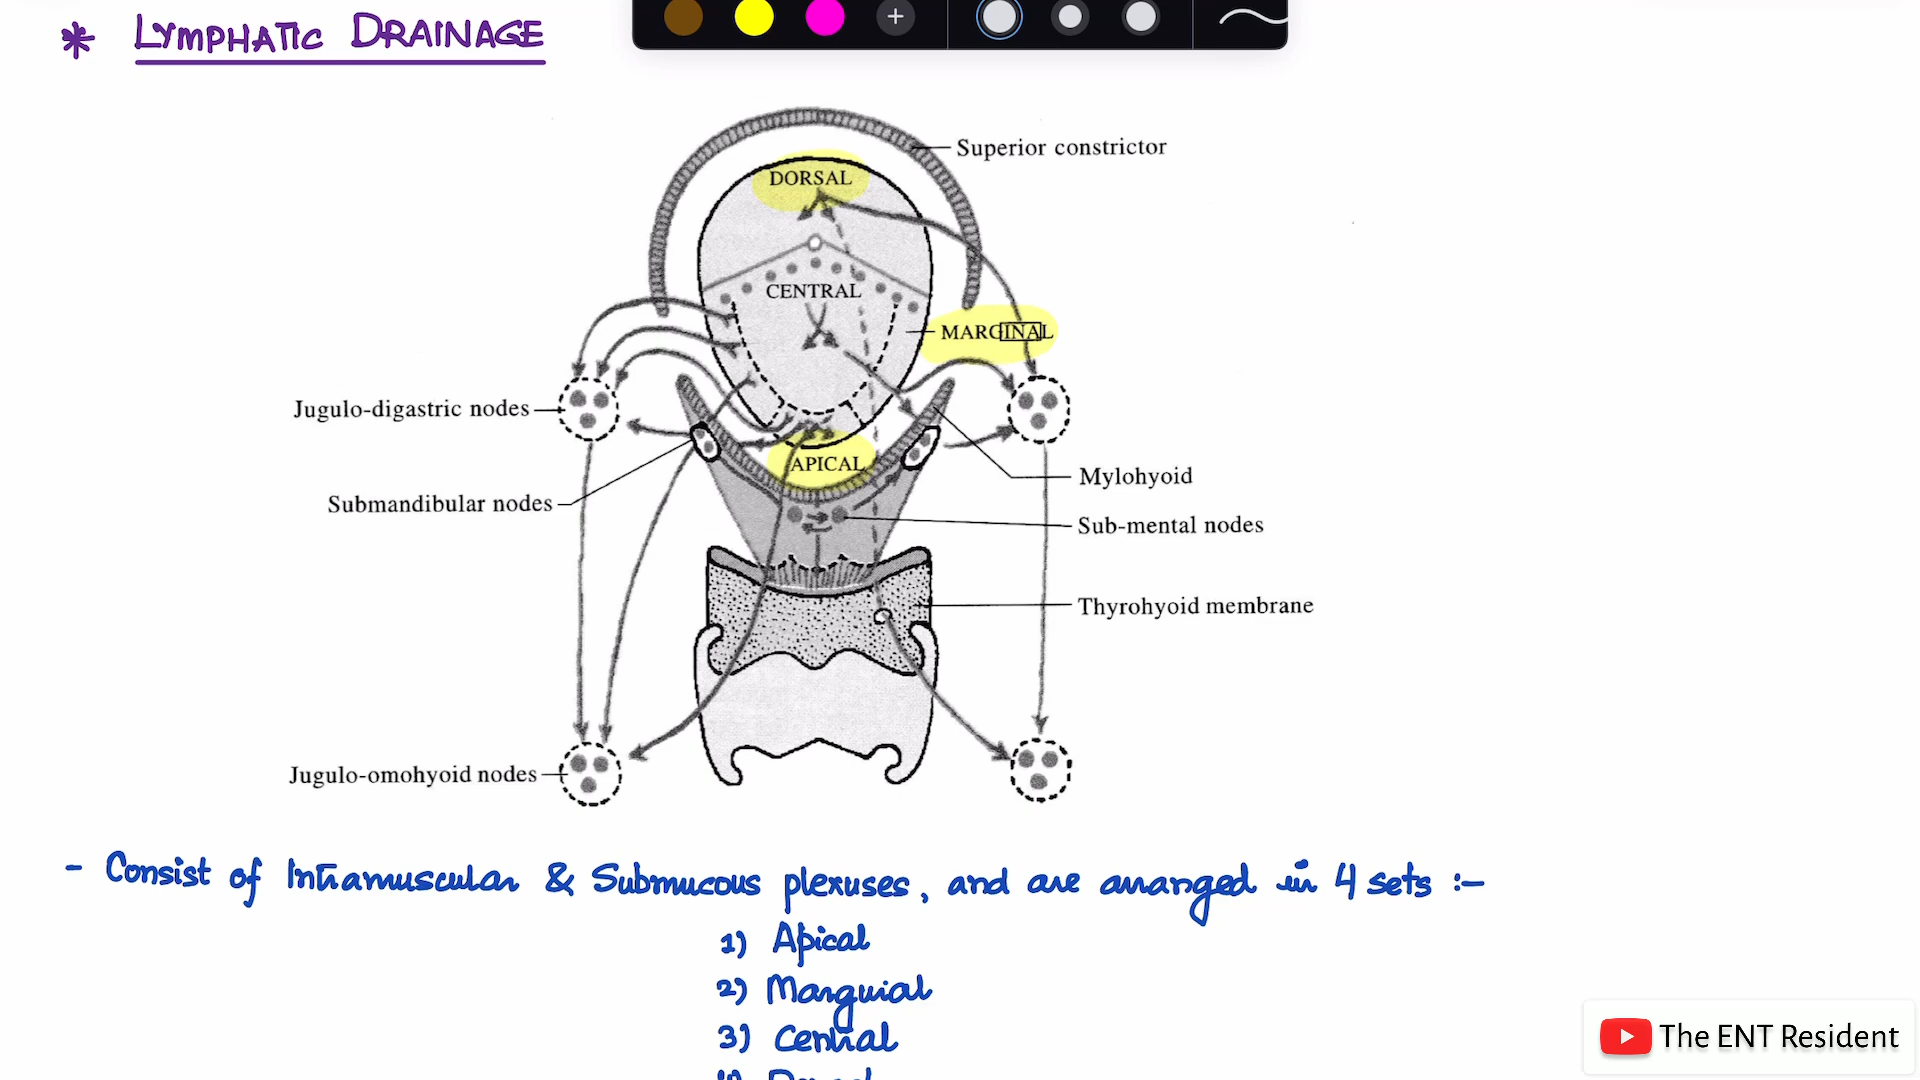 * LYMPHATIC DRAINAGE
+
Superior constrictor
DORSAL
CENTRAL
MARGINAL
Jugulo-digastric nodes
APICAL
Mylohyoid
Submandibular nodes
Sub-mental nodes
Thyrohyoid membrane
Jugulo-omohyoid nodes
- Consist of Intramuscular & Submucous plexuses, and are arranged in 4 sets :-
1) Apical
2) Marginal
3) Central
The ENT Resident